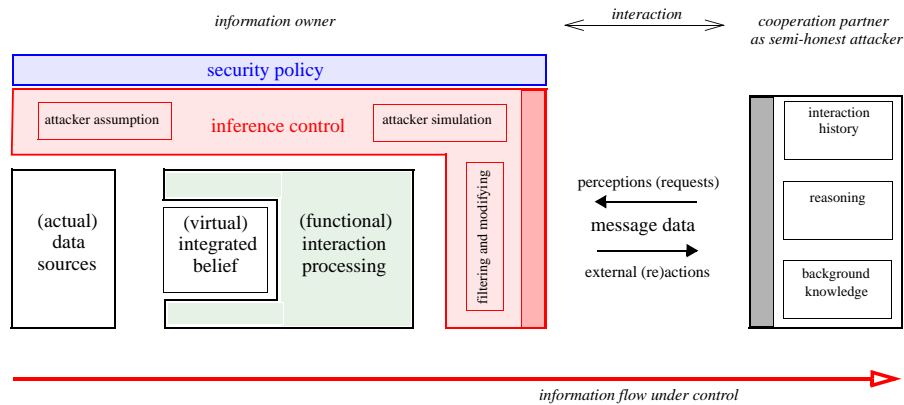 information owner
interaction
cooperation partner
as semi-honest attacker
security policy
attacker assumption
inference control
attacker simulation
filtering and modifying
(actual)
data
sources
(virtual)
integrated
belief
(functional)
interaction
processing
perceptions (requests)
message data
external (re)actions
interaction
history
reasoning
background
knowledge
information flow under control